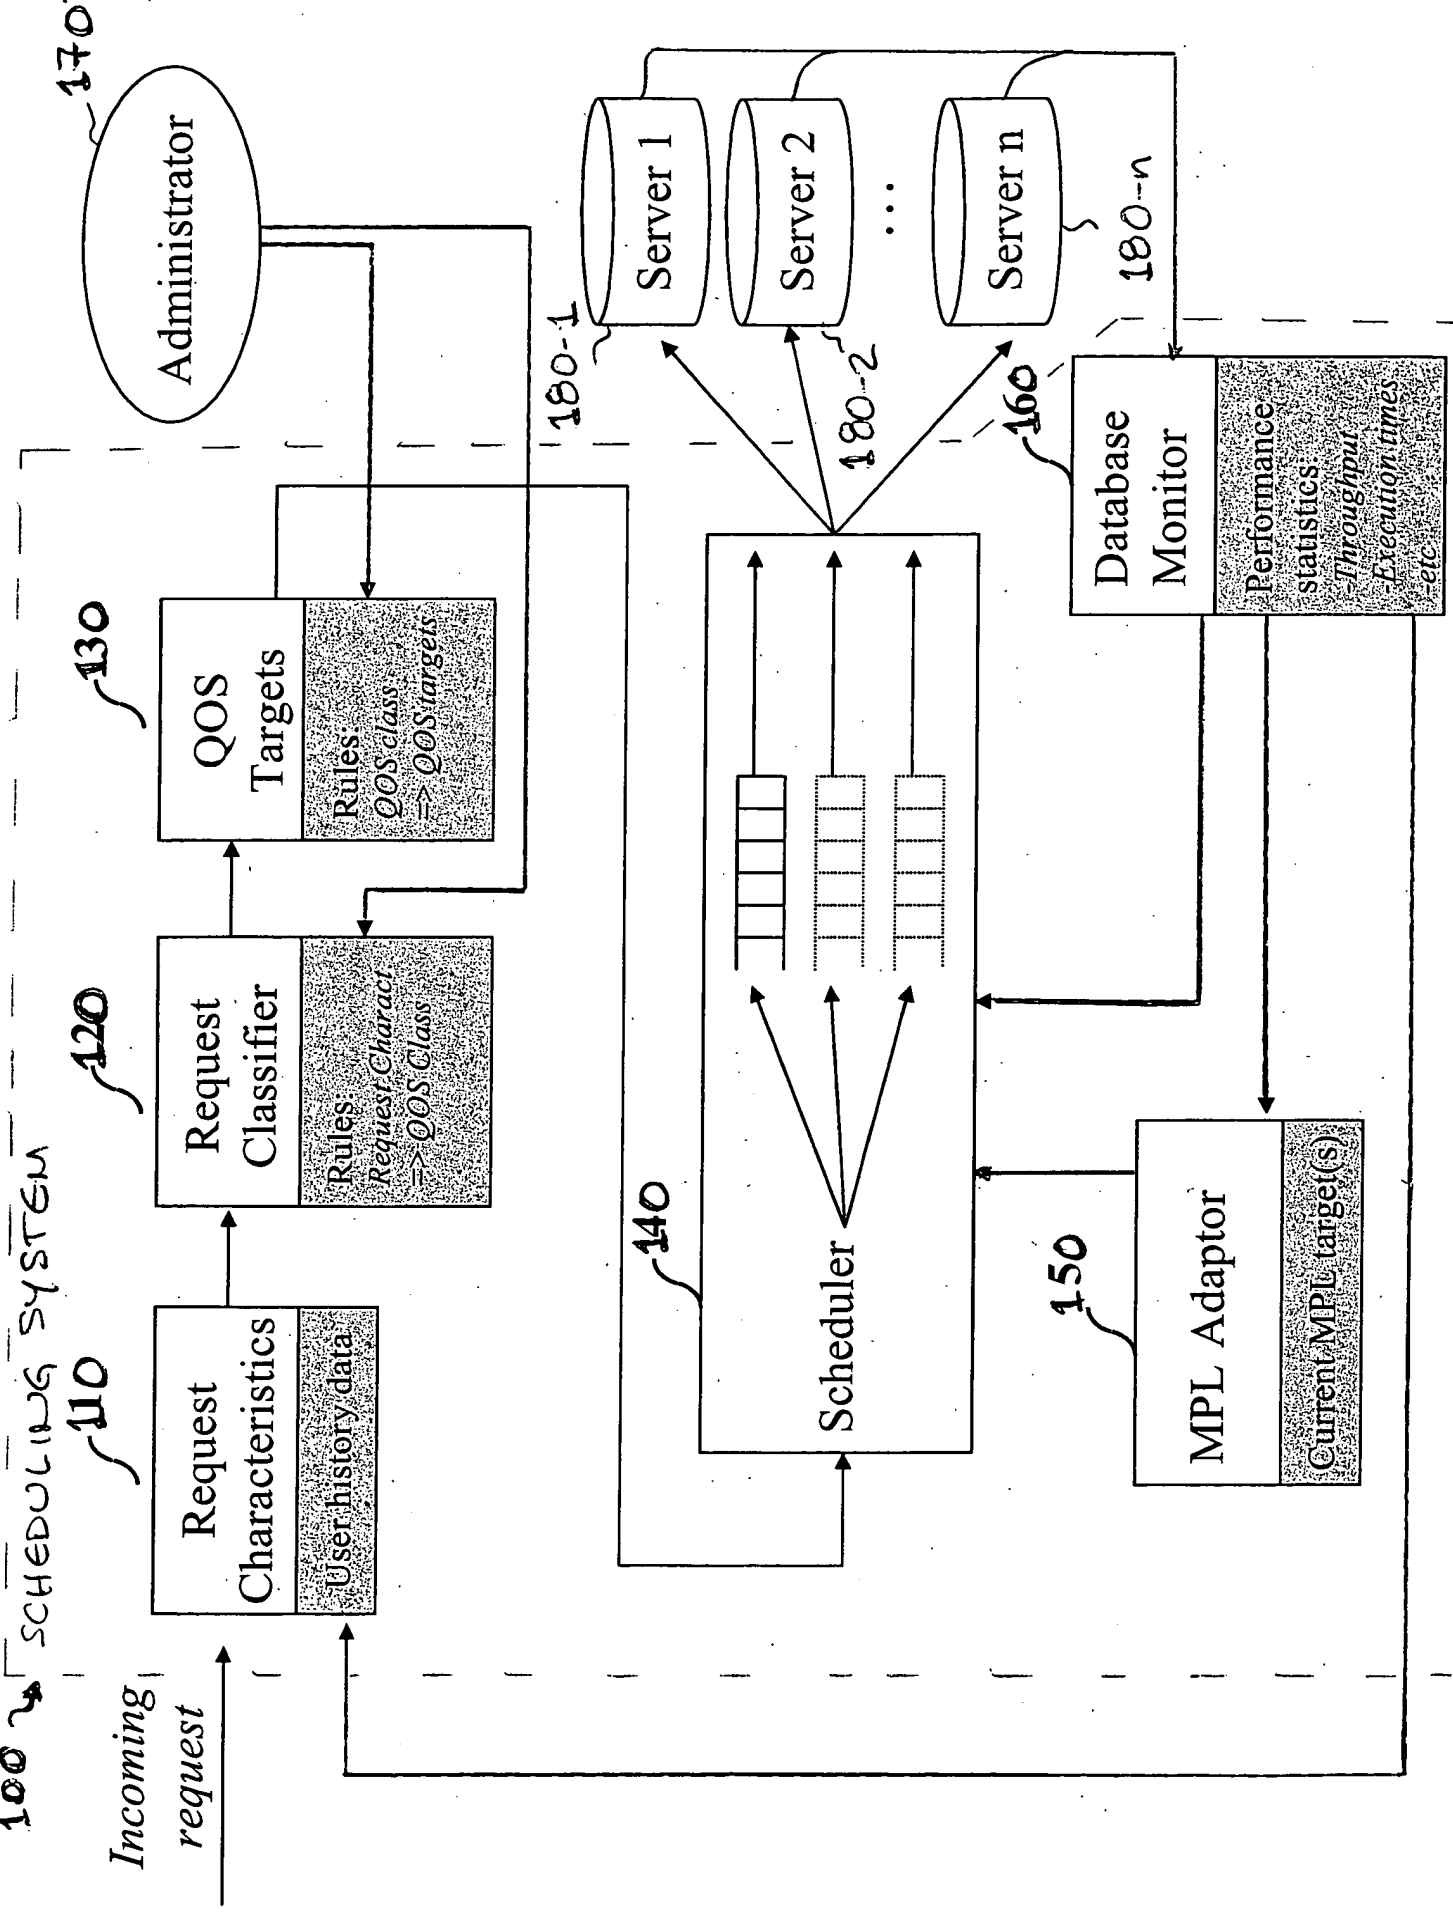 100
SCHEDULING SYSTEM
Incoming
request
110
Request
Characteristics
User history data
120
Request
Classifier
Rules:
Request Charact
=> QOS Class
130
QOS
Targets
Rules:
QOS class
=> QOS targets
170
Administrator
140
Scheduler
180-1
Server 1
180-2
Server 2
...
Server n
180-n
150
MPL Adaptor
Current MPL target(s)
160
Database
Monitor
Performance
statistics:
-Throughput
-Execution times
-etc